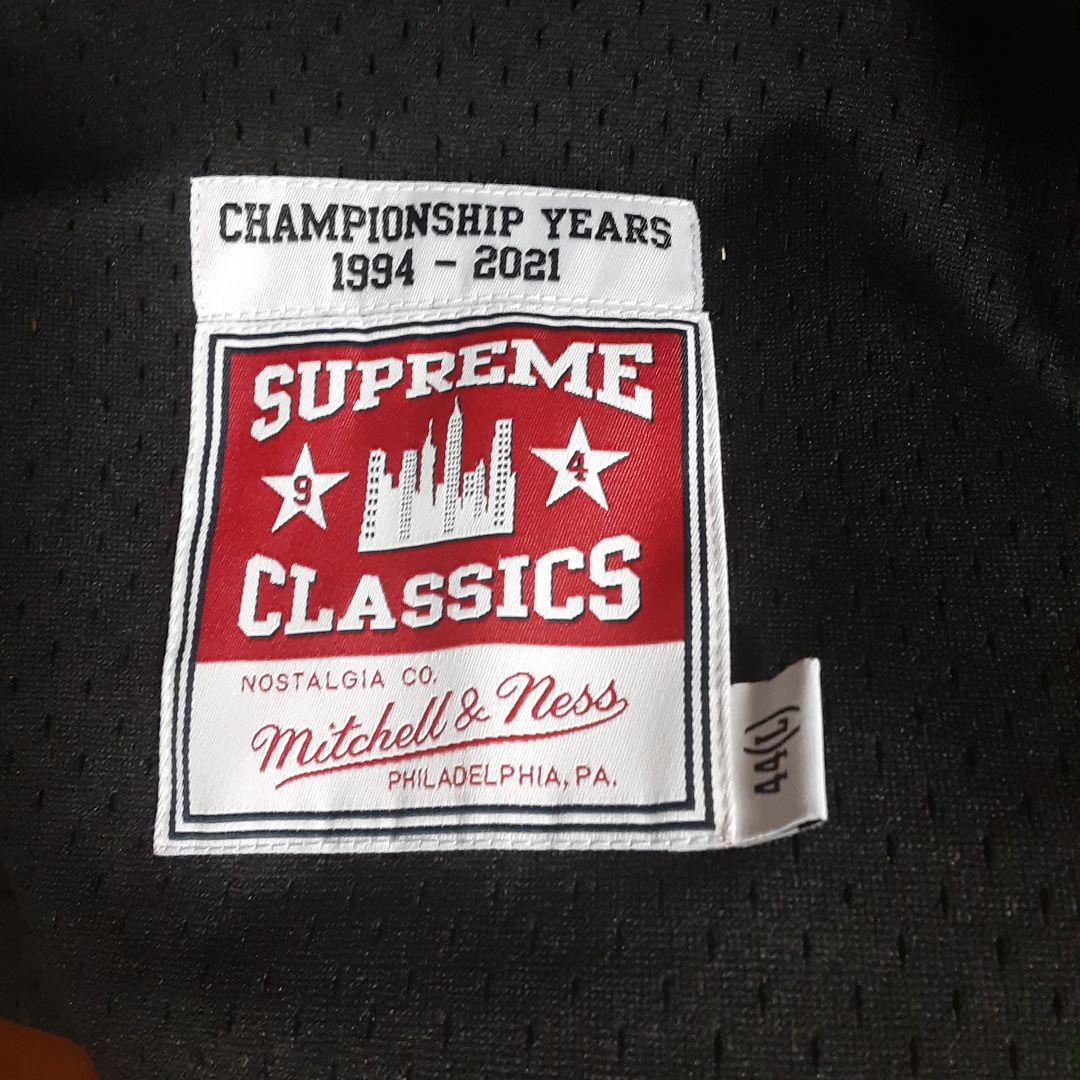 CHAMPIONSHIP YEARS
1994 - 2021
SUPREME
9 4
CLASSICS
NOSTALGIA CO.
Mitchell & Ness
PHILADELPHIA, PA.
44(L)